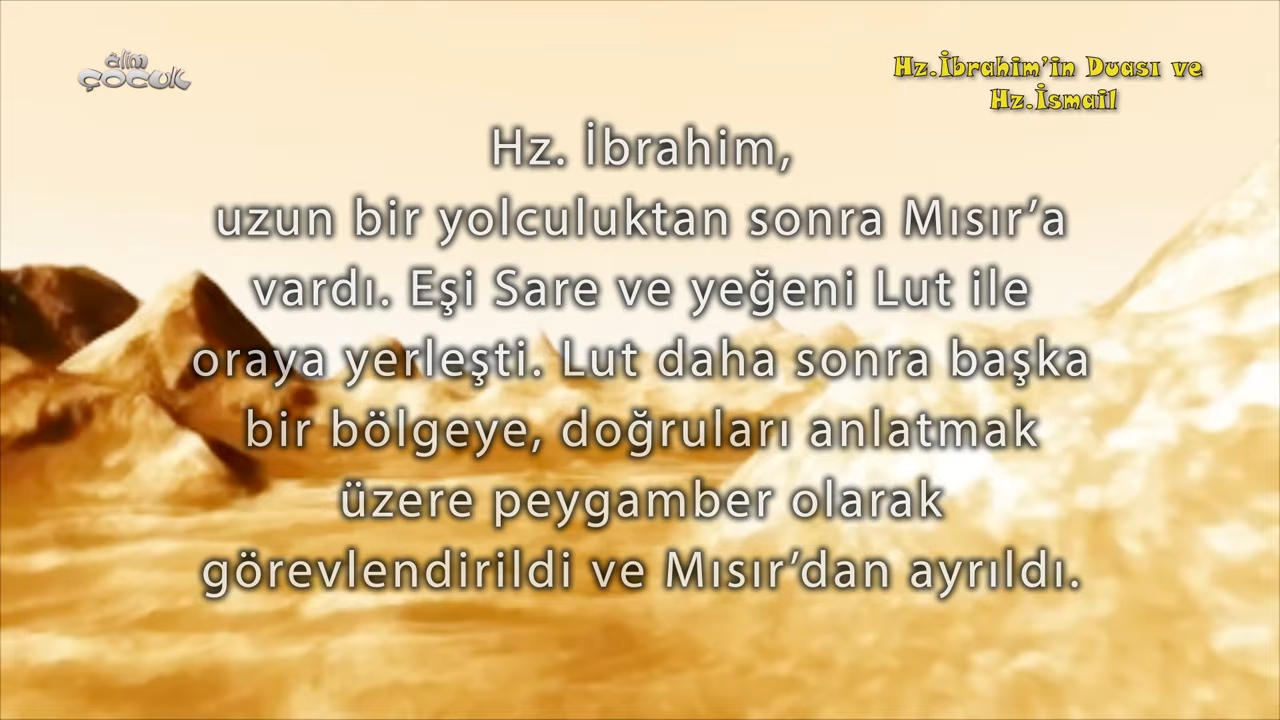 âlim
ÇOCUK
Hz.İbrahim'in Duası ve
Hz.İsmail
Hz. İbrahim,
uzun bir yolculuktan sonra Mısır’a
vardı. Eşi Sare ve yeğeni Lut ile
oraya yerleşti. Lut daha sonra başka
bir bölgeye, doğruları anlatmak
üzere peygamber olarak
görevlendirildi ve Mısır’dan ayrıldı.